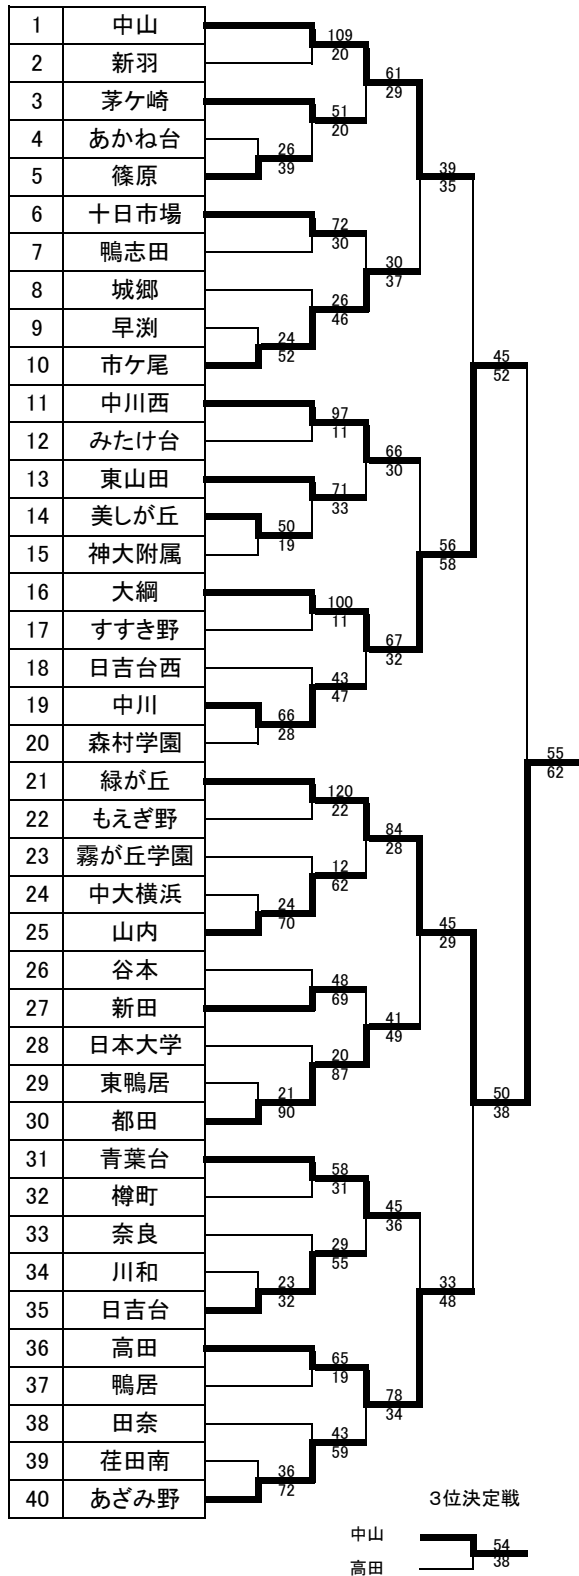 1 中山
109
2 新羽
20
61
29
3 茅ケ崎
51
20
4 あかね台
26
39
5 篠原
39
35
6 十日市場
72
30
7 鴨志田
30
37
8 城郷
26
46
9 早渕
24
52
10 市ケ尾
45
52
11 中川西
97
11
12 みたけ台
66
30
13 東山田
71
33
14 美しが丘
50
19
15 神大附属
56
58
16 大綱
100
11
17 すすき野
67
32
18 日吉台西
43
47
19 中川
66
28
20 森村学園
55
62
21 緑が丘
120
22
22 もえぎ野
84
28
23 霧が丘学園
12
62
24 中大横浜
24
70
25 山内
45
29
26 谷本
48
69
27 新田
41
49
28 日本大学
20
87
29 東鴨居
21
90
30 都田
50
38
31 青葉台
58
31
32 樽町
45
36
33 奈良
29
55
34 川和
23
32
35 日吉台
33
48
36 高田
65
19
37 鴨居
78
34
38 田奈
43
59
39 荏田南
36
72
40 あざみ野
3位決定戦
中山
54
38
高田